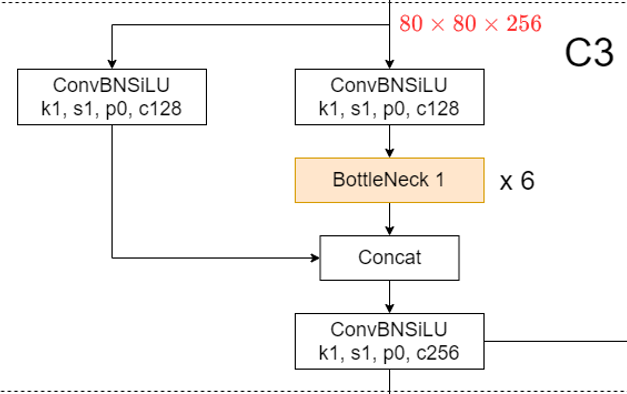 80 × 80 × 256
C3
ConvBNSiLU
k1, s1, p0, c128
ConvBNSiLU
k1, s1, p0, c128
BottleNeck 1
x 6
Concat
ConvBNSiLU
k1, s1, p0, c256